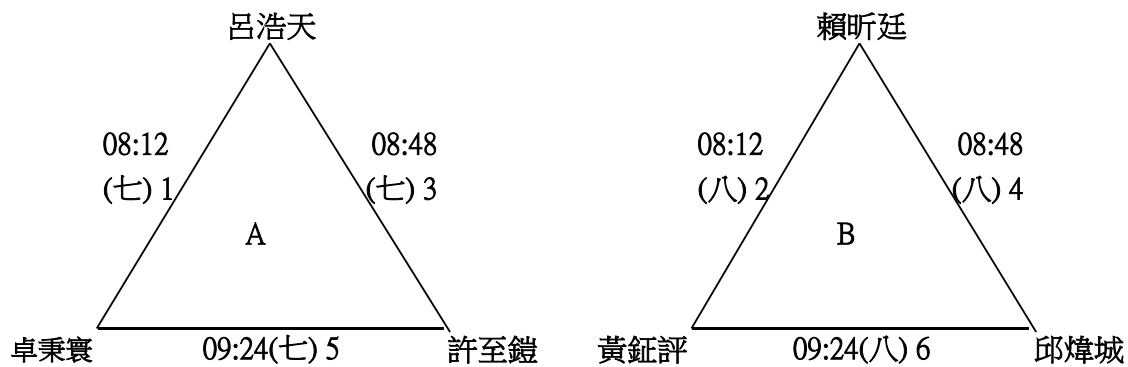 呂浩天
賴昕廷
08:12
(七) 1
08:48
(七) 3
08:12
(八) 2
08:48
(八) 4
A
B
卓秉寰
09:24(七) 5
許至鎧
黃鉦評
09:24(八) 6
邱煒城